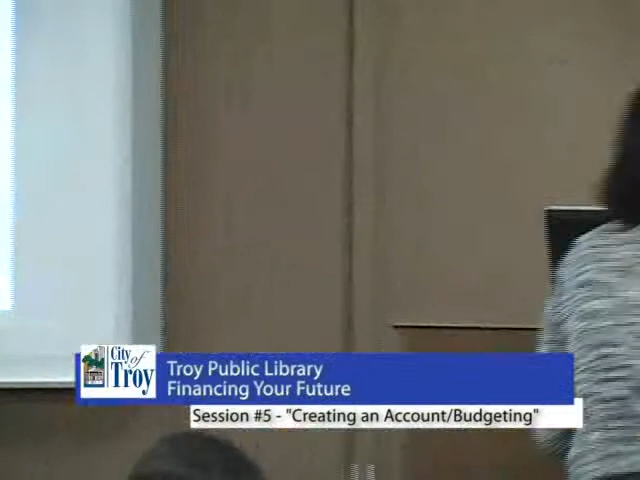 City of
Troy
Troy Public Library
Financing Your Future
Session #5 - "Creating an Account/Budgeting"